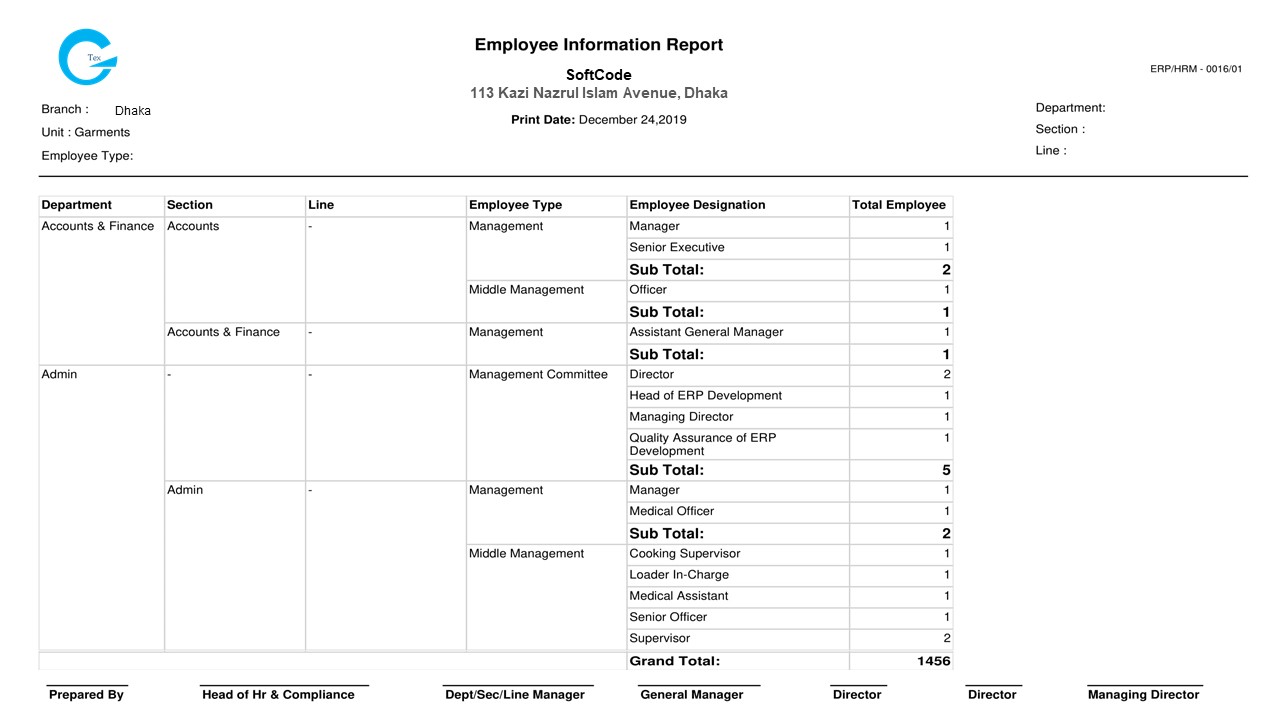 Employee Information Report
Tex
SoftCode
ERP/HRM - 0016/01
113 Kazi Nazrul Islam Avenue, Dhaka
Branch : Dhaka
Department:
Print Date: December 24,2019
Unit : Garments
Section :
Employee Type:
Line :
Department Section Line Employee Type Employee Designation Total Employee
Accounts & Finance Accounts - Management Manager 1
Senior Executive 1
Sub Total: 2
Middle Management Officer 1
Sub Total: 1
Accounts & Finance - Management Assistant General Manager 1
Sub Total: 1
Admin - - Management Committee Director 2
Head of ERP Development 1
Managing Director 1
Quality Assurance of ERP 1
Development
Sub Total: 5
Admin - Management Manager 1
Medical Officer 1
Sub Total: 2
Middle Management Cooking Supervisor 1
Loader In-Charge 1
Medical Assistant 1
Senior Officer 1
Supervisor 2
Grand Total: 1456
Prepared By Head of Hr & Compliance Dept/Sec/Line Manager General Manager Director Director Managing Director